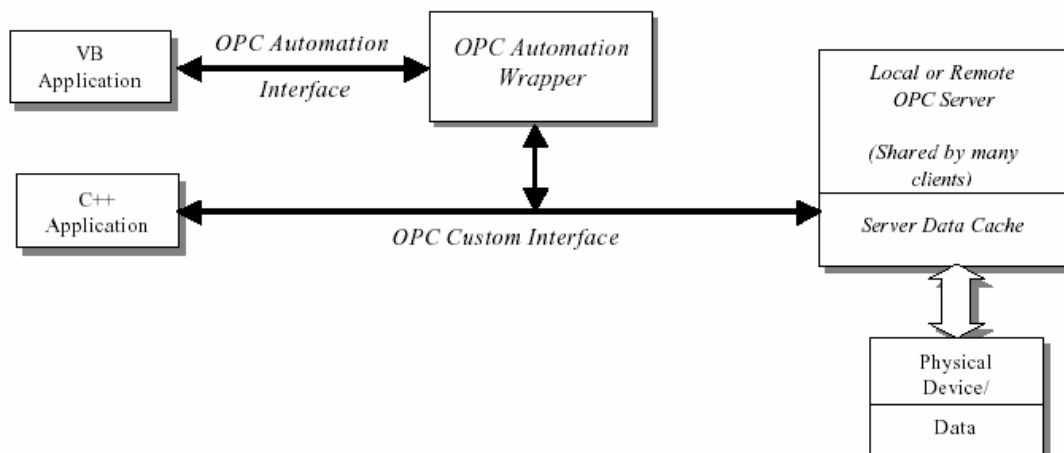 VB
Application
OPC Automation
Interface
OPC Automation
Wrapper
Local or Remote
OPC Server
(Shared by many
clients)
Server Data Cache
C++
Application
OPC Custom Interface
Physical
Device/
Data